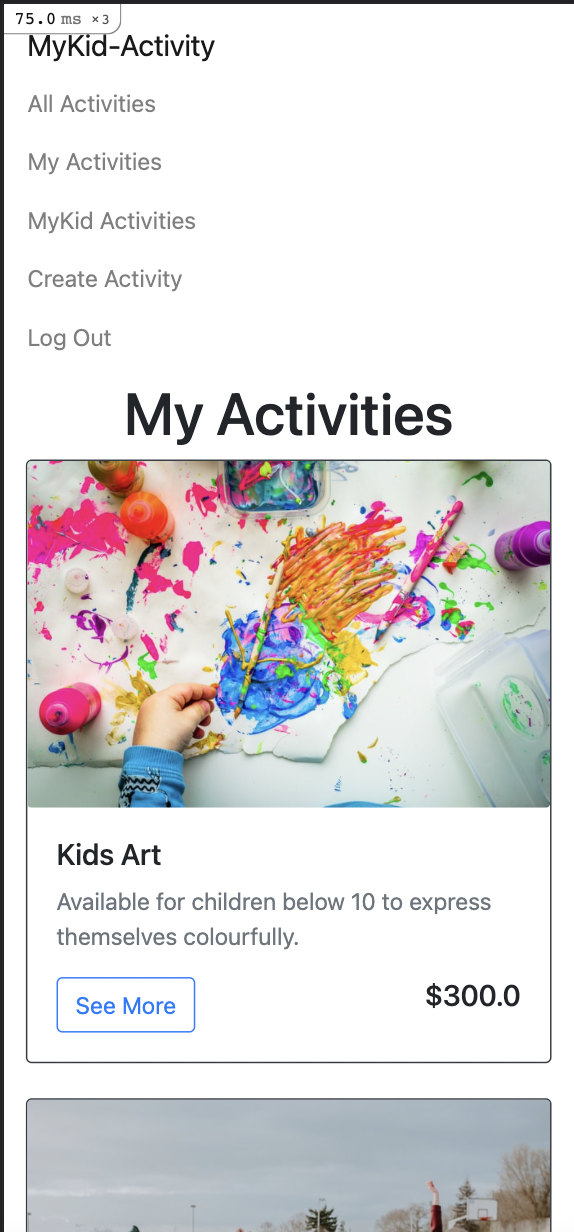 75.0 ms ×3
MyKid-Activity
All Activities
My Activities
MyKid Activities
Create Activity
Log Out
My Activities
Kids Art
Available for children below 10 to express
themselves colourfully.
See More
$300.0